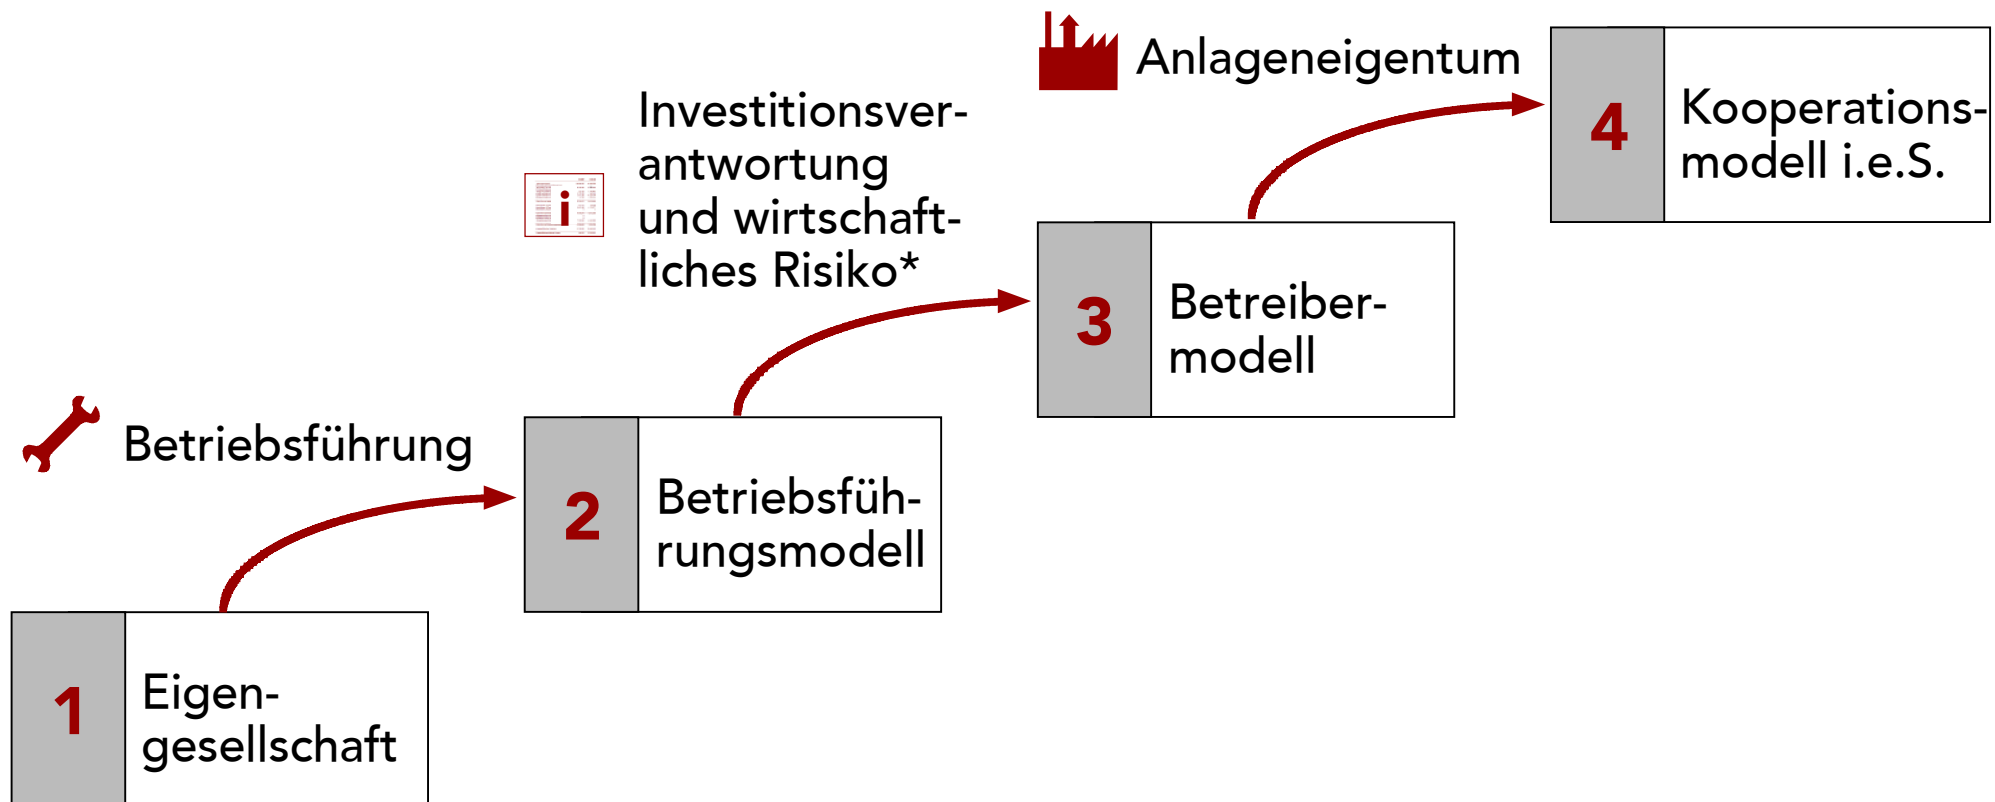 Anlageneigentum
4
Kooperations-
modell i.e.S.
Investitionsver-
antwortung
und wirtschaft-
liches Risiko*
i
3
Betreiber-
modell
Betriebsführung
2
Betriebsfüh-
rungsmodell
1
Eigen-
gesellschaft